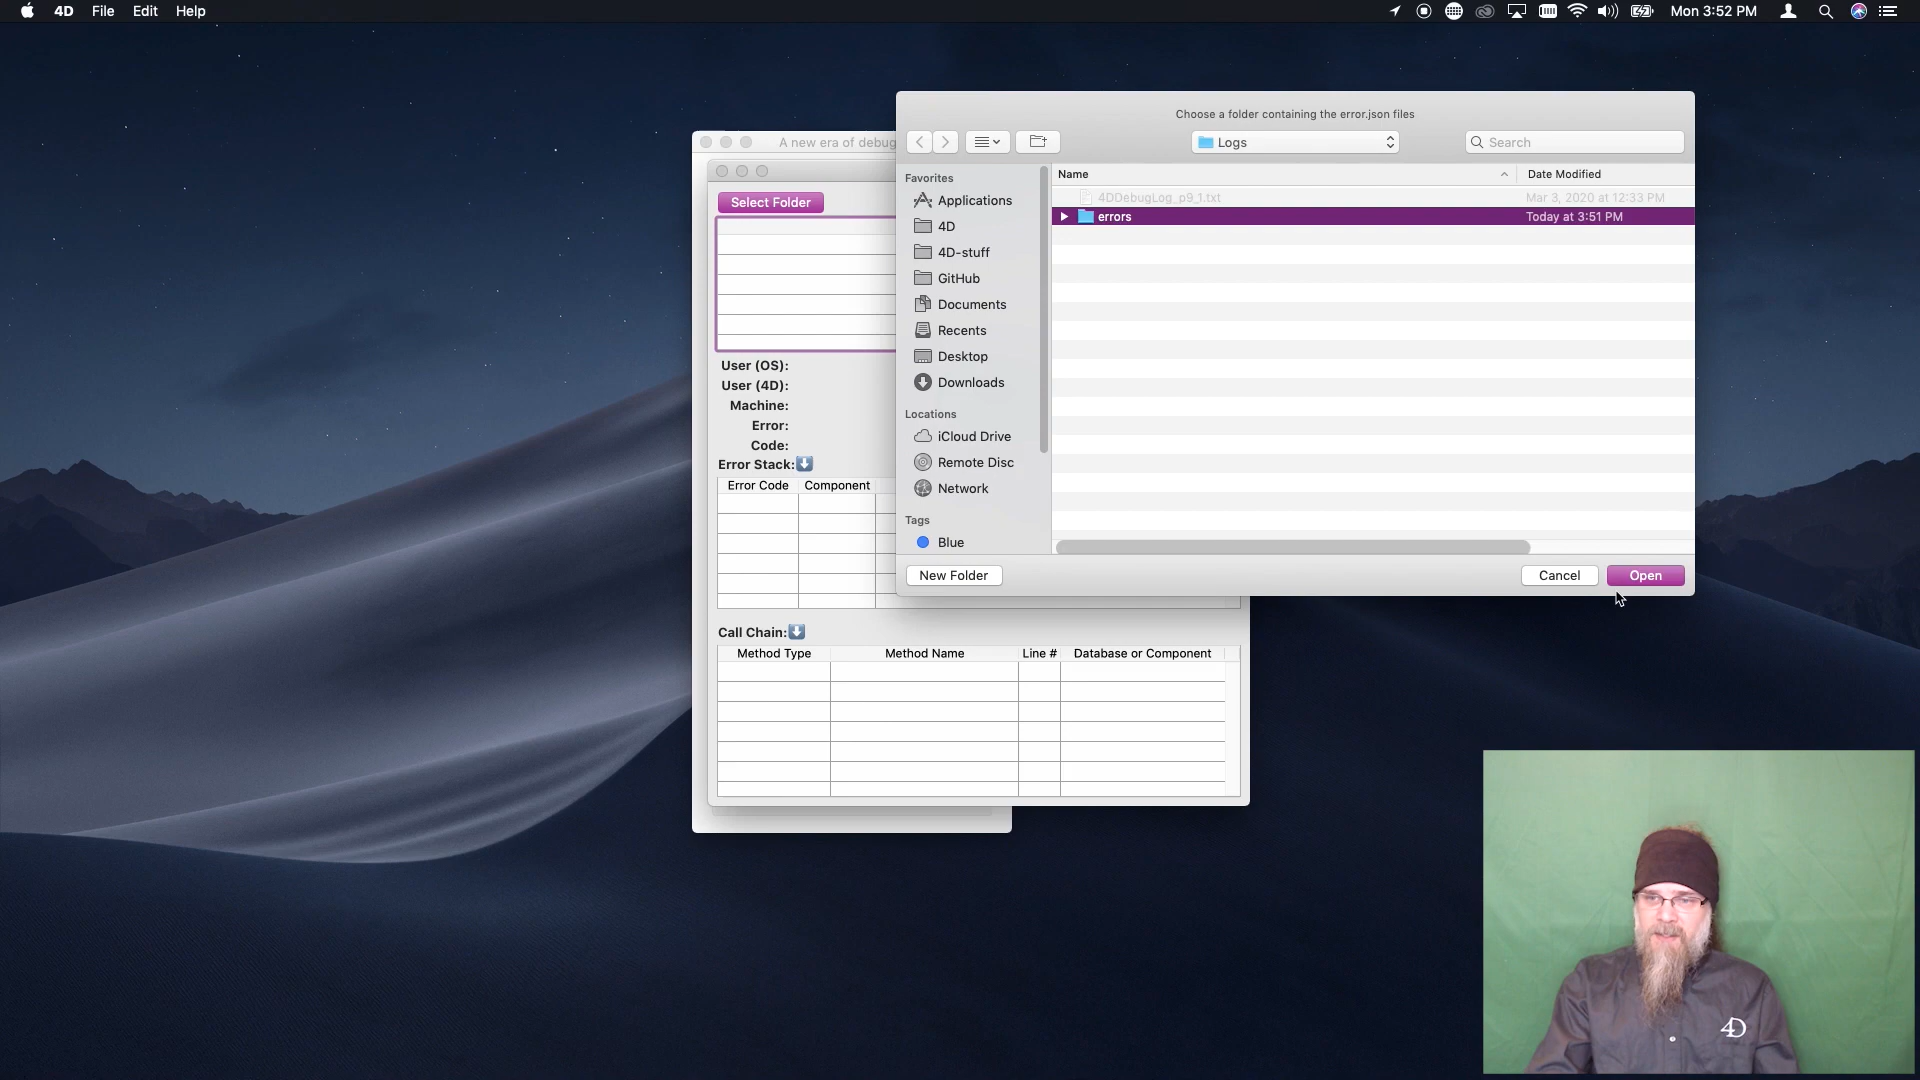 4D File Edit Help
Mon 3:52 PM
Choose a folder containing the error.json files
A new era of debug
Logs
Search
Select Folder
Favorites
Applications
4D
4D-stuff
GitHub
Documents
Recents
Desktop
Downloads
Locations
iCloud Drive
Remote Disc
Network
Tags
Blue
Name Date Modified
4DDebugLog_p9_1.txt Mar 3, 2020 at 12:33 PM
errors Today at 3:51 PM
User (OS):
User (4D):
Machine:
Error:
Code:
Error Stack:
Error Code Component
New Folder Cancel Open
Call Chain:
Method Type Method Name Line # Database or Component
4D